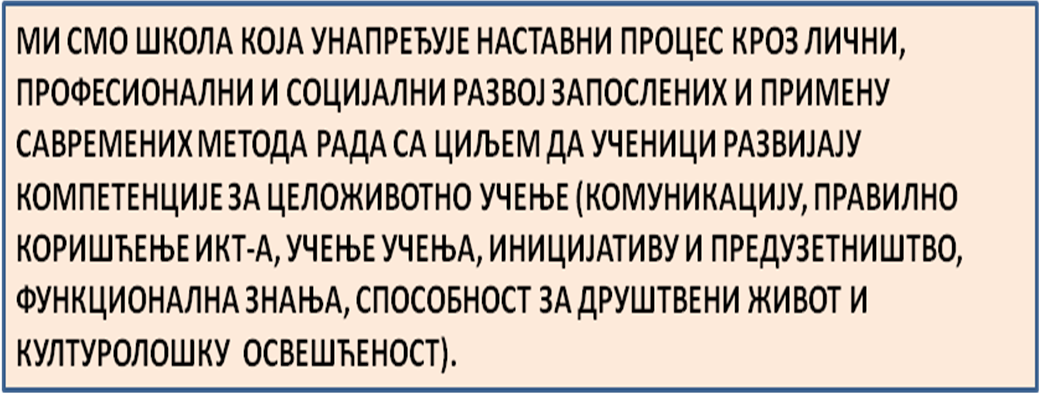 МИ СМО ШКОЛА КОЈА УНАПРЕЂУЈЕ НАСТАВНИ ПРОЦЕС КРОЗ ЛИЧНИ,
ПРОФЕСИОНАЛНИ И СОЦИЈАЛНИ РАЗВОЈ ЗАПОСЛЕНИХ И ПРИМЕНУ
САВРЕМЕНИХ МЕТОДА РАДА СА ЦИЉЕМ ДА УЧЕНИЦИ РАЗВИЈАЈУ
КОМПЕТЕНЦИЈЕ ЗА ЦЕЛОЖИВОТНО УЧЕЊЕ (КОМУНИКАЦИЈУ, ПРАВИЛНО
КОРИШЋЕЊЕ ИКТ-А, УЧЕЊЕ УЧЕЊА, ИНИЦИЈАТИВУ И ПРЕДУЗЕТНИШТВО,
ФУНКЦИОНАЛНА ЗНАЊА, СПОСОБНОСТ ЗА ДРУШТВЕНИ ЖИВОТ И
КУЛТУРОЛОШКУ ОСВЕШЋЕНОСТ).